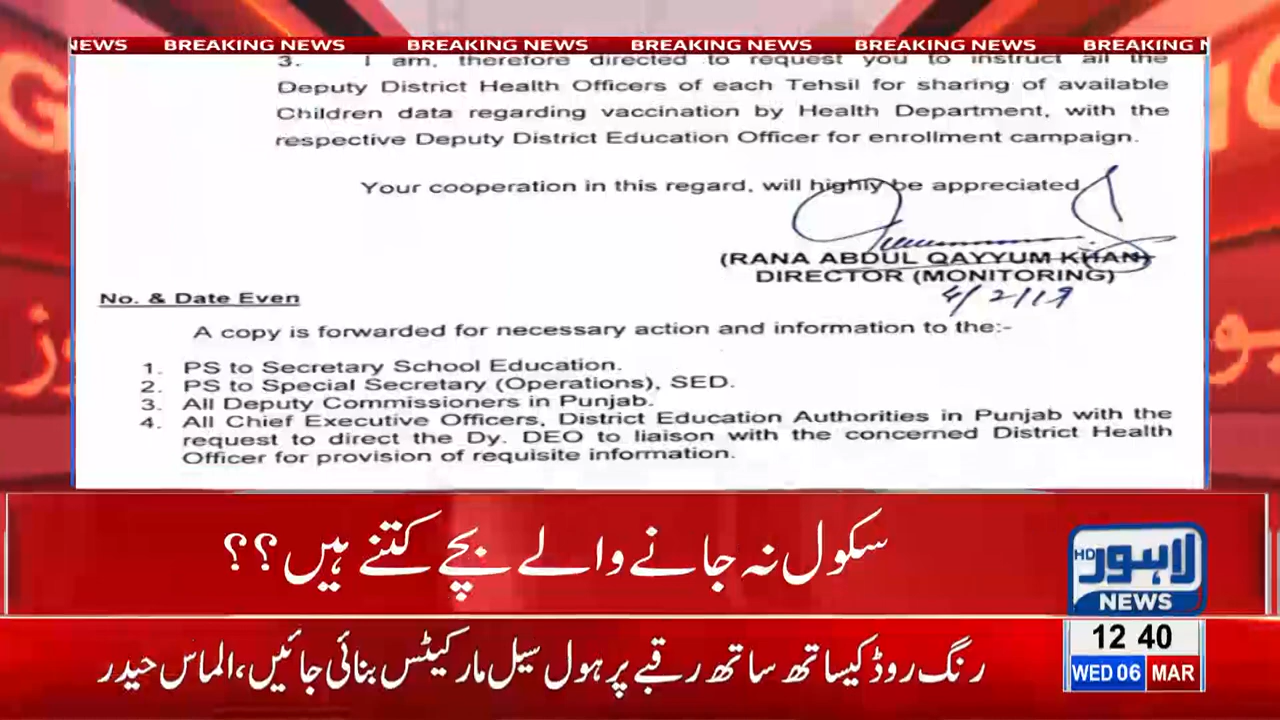 NEWS BREAKING NEWS BREAKING NEWS BREAKING NEWS BREAKING NEWS BREAKING N
3. I am, therefore directed to request you to instruct all the
Deputy District Health Officers of each Tehsil for sharing of available
Children data regarding vaccination by Health Department, with the
respective Deputy District Education Officer for enrollment campaign.
Your cooperation in this regard, will highly be appreciated
(RANA ABDUL QAYYUM KHAN)
DIRECTOR (MONITORING)
4/2/19
No. & Date Even
A copy is forwarded for necessary action and information to the:-
1. PS to Secretary School Education.
2. PS to Special Secretary (Operations), SED.
3. All Deputy Commissioners in Punjab.
4. All Chief Executive Officers, District Education Authorities in Punjab with the
request to direct the Dy. DEO to liaison with the concerned District Health
Officer for provision of requisite information.
سکول نہ جانے والے بچے کتنے ہیں؟؟
HD لاہور
NEWS
12 40
WED 06 MAR
رنگ روڈ کیساتھ ساتھ رقبے پر ہول سیل مارکیٹس بنائی جائیں، الماس حیدر